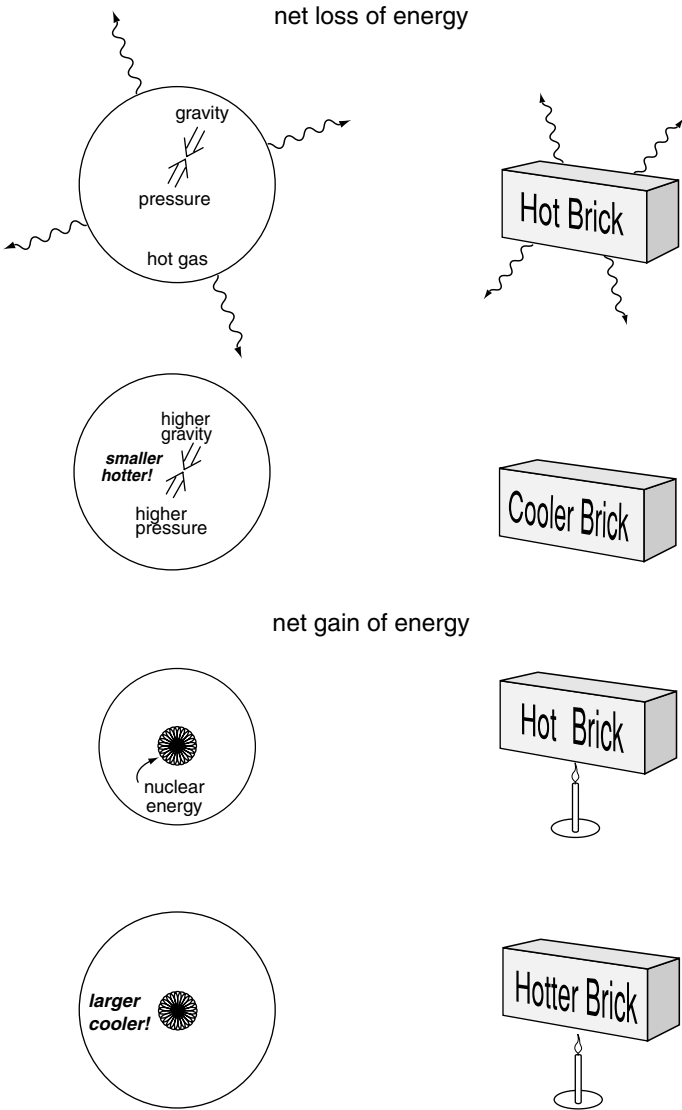 net loss of energy
gravity
pressure
hot gas
Hot Brick
higher
gravity
smaller
hotter!
higher
pressure
Cooler Brick
net gain of energy
nuclear
energy
Hot Brick
larger
cooler!
Hotter Brick